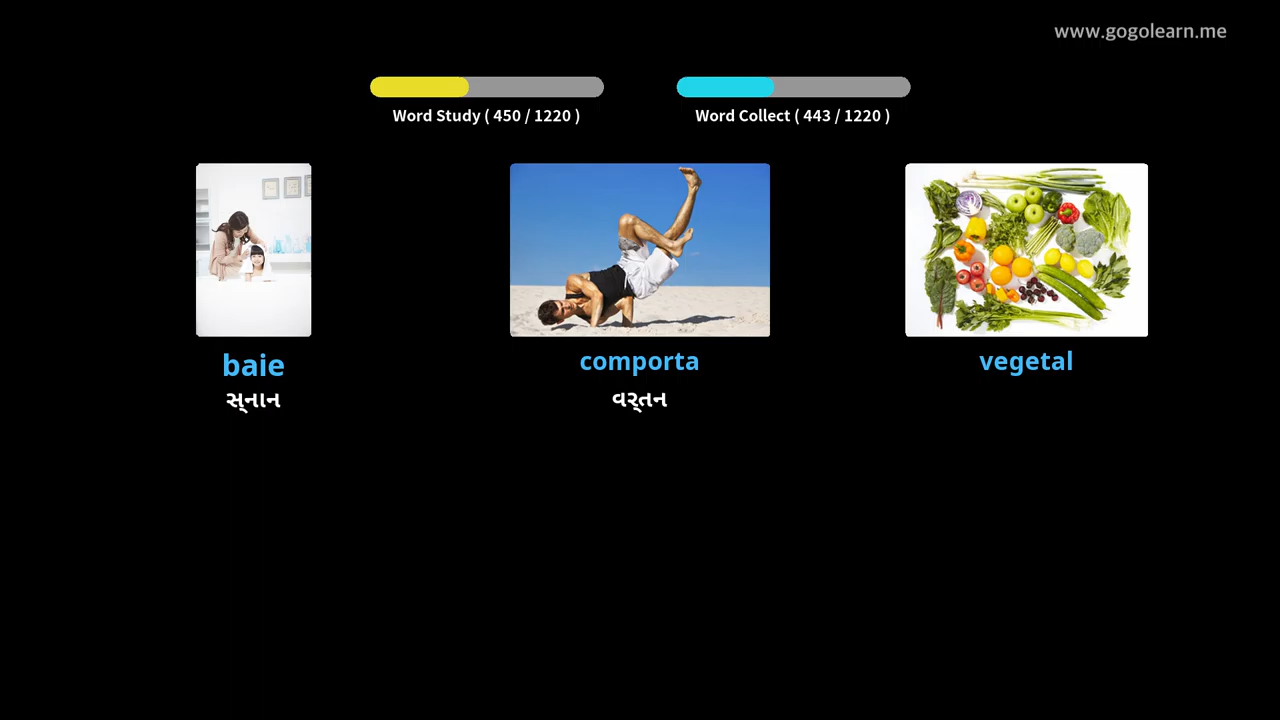 www.gogolearn.me
Word Study ( 450 / 1220 )
Word Collect ( 443 / 1220 )
baie
comporta
vegetal
સ્નાન
વર્તન